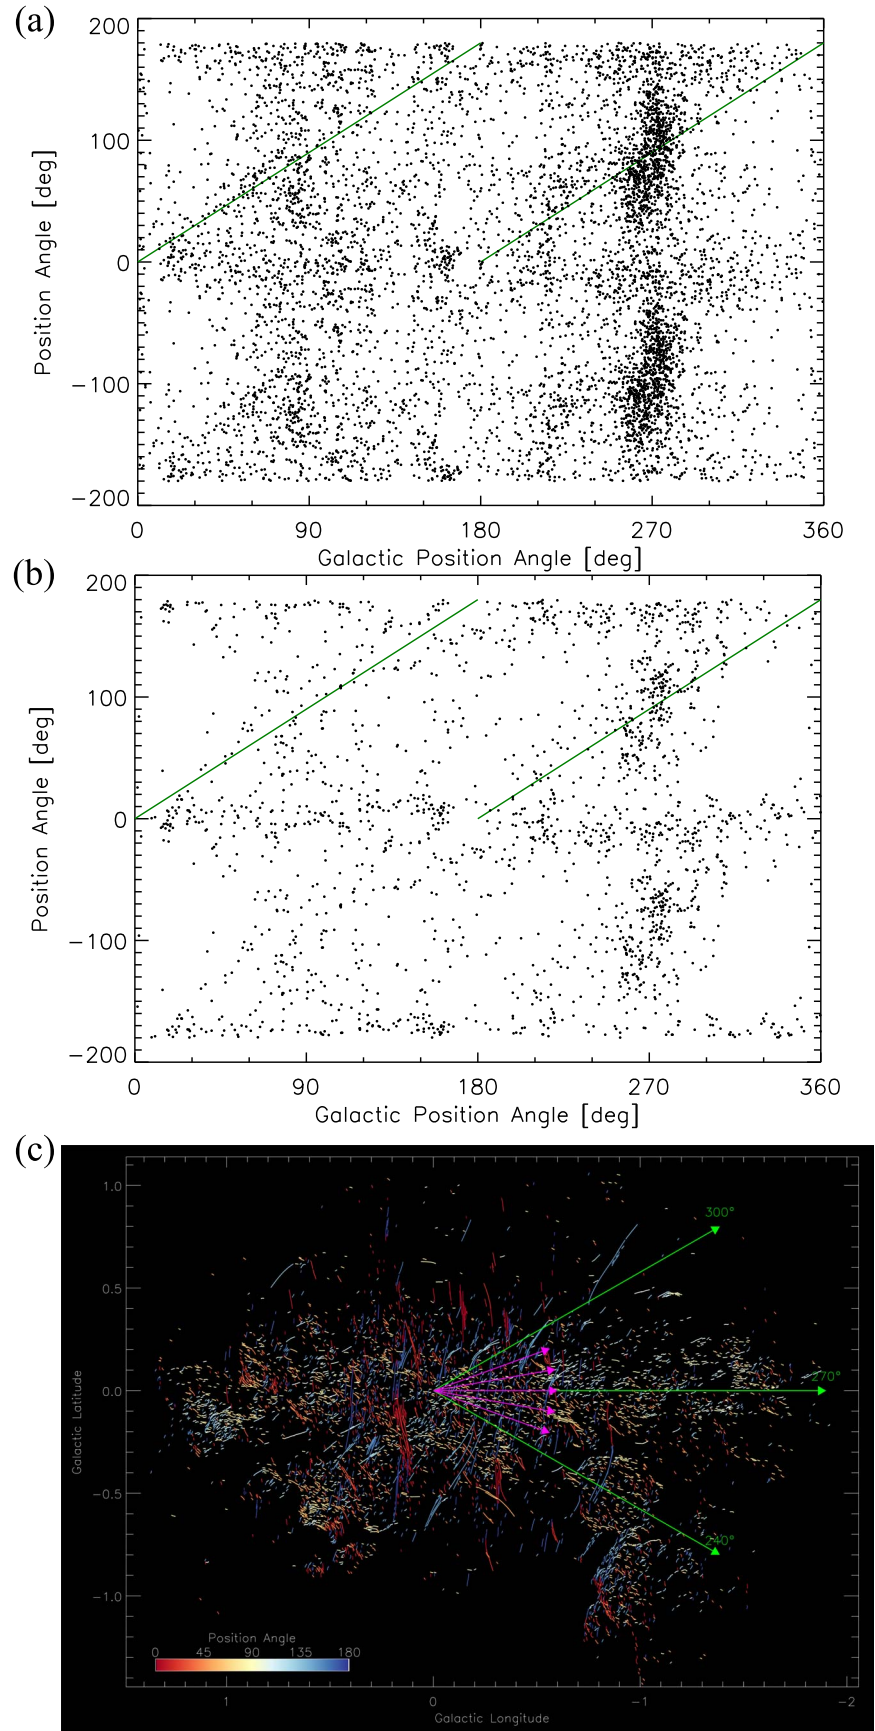 (a)
200
100
0
−100
−200
Position Angle [deg]
0 90 180 270 360
Galactic Position Angle [deg]
(b)
200
100
0
−100
−200
Position Angle [deg]
0 90 180 270 360
Galactic Position Angle [deg]
(c)
1.0
0.5
0.0
−0.5
−1.0
Galactic Latitude
300°
270°
240°
Position Angle
0 45 90 135 180
1 0 −1 −2
Galactic Longitude